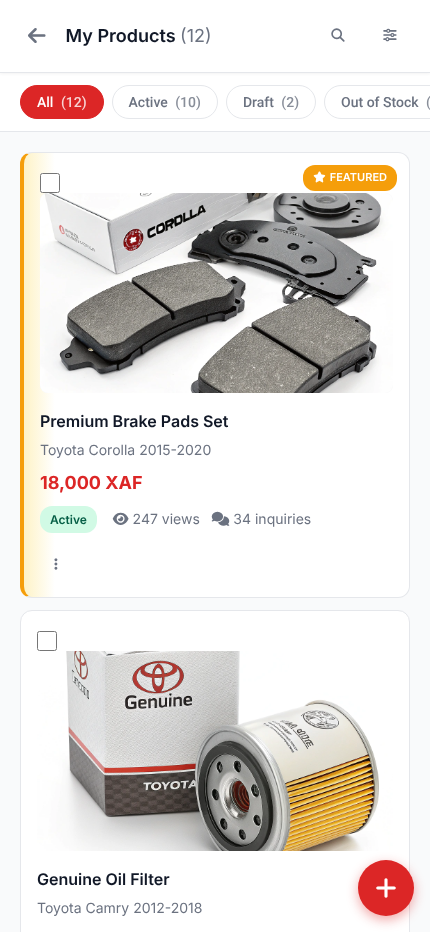 My Products (12)
All (12)
Active (10)
Draft (2)
Out of Stock (
FEATURED
COROLLA
Premium Brake Pads Set
Toyota Corolla 2015-2020
18,000 XAF
Active
247 views
34 inquiries
Genuine
TOYOTA
Genuine Oil Filter
Toyota Camry 2012-2018